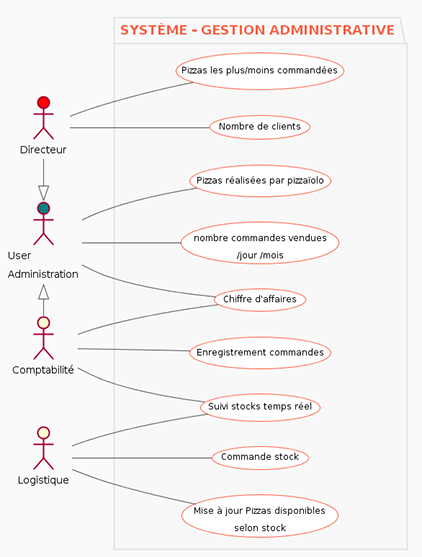 SYSTÈME - GESTION ADMINISTRATIVE
Pizzas les plus/moins commandées
Directeur
Nombre de clients
Pizzas réalisées par pizzaïolo
User
Administration
nombre commandes vendues
/jour /mois
Chiffre d'affaires
Comptabilité
Enregistrement commandes
Suivi stocks temps réel
Logistique
Commande stock
Mise à jour Pizzas disponibles
selon stock